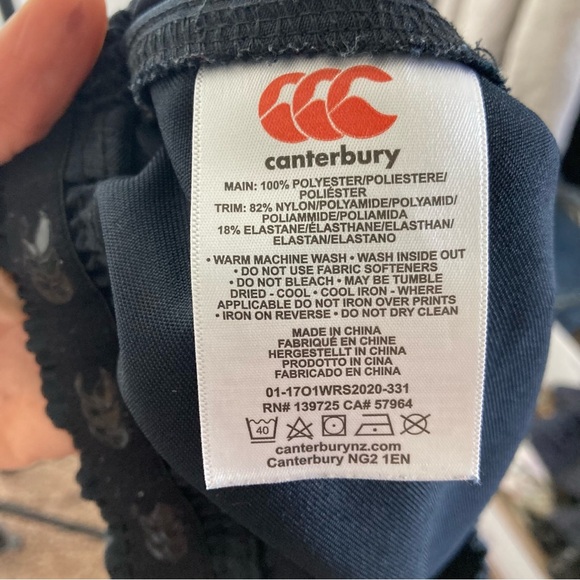 canterbury
MAIN: 100% POLYESTER/POLIESTERE/
POLIÉSTER
TRIM: 82% NYLON/POLYAMIDE/POLYAMID/
POLIAMMIDE/POLIAMIDA
18% ELASTANE/ÉLASTHANE/ELASTHAN/
ELASTAN/ELASTANO
• WARM MACHINE WASH • WASH INSIDE OUT
• DO NOT USE FABRIC SOFTENERS
• DO NOT BLEACH • MAY BE TUMBLE
DRIED - COOL • COOL IRON - WHERE
APPLICABLE DO NOT IRON OVER PRINTS
• IRON ON REVERSE • DO NOT DRY CLEAN
MADE IN CHINA
FABRIQUÉ EN CHINE
HERGESTELLT IN CHINA
PRODOTTO IN CINA
FABRICADO EN CHINA
01-17O1WRS2020-331
RN# 139725 CA# 57964
40
canterburynz.com
Canterbury NG2 1EN